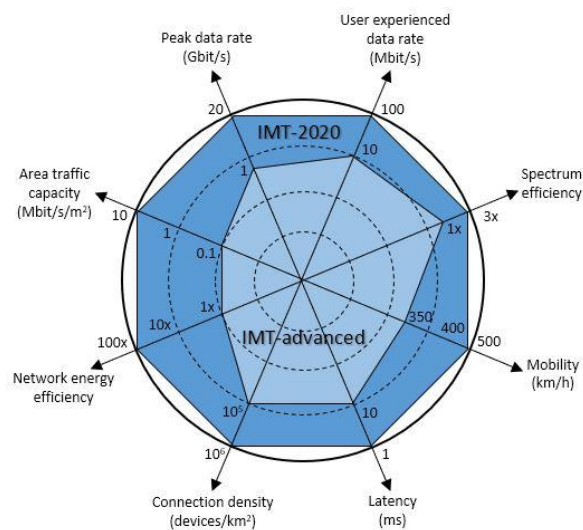 User experienced
data rate
(Mbit/s)
Peak data rate
(Gbit/s)
20
100
IMT-2020
10
1
Area traffic
capacity
(Mbit/s/m²)
Spectrum
efficiency
10
1
0.1
1x
3x
1x
10x
100x
350
400
500
IMT-advanced
Network energy
efficiency
Mobility
(km/h)
10⁵
10
10⁶
1
Connection density
(devices/km²)
Latency
(ms)